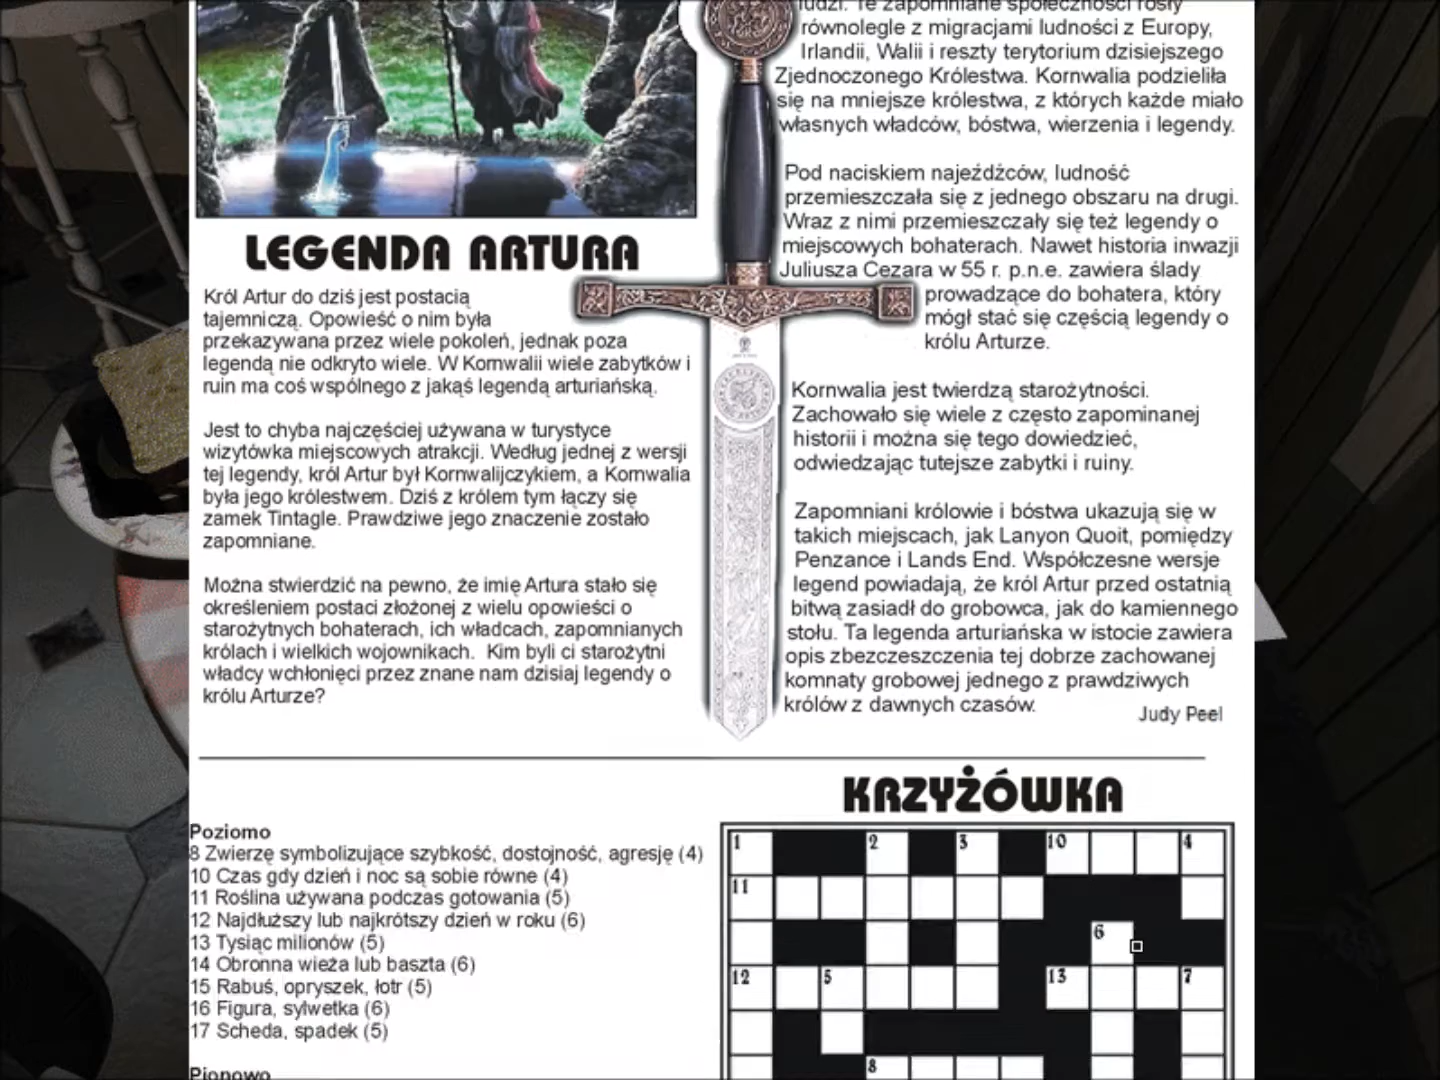 LEGENDA ARTURA
Król Artur do dziś jest postacią
tajemniczą. Opowieść o nim była
przekazywana przez wiele pokoleń, jednak poza
legendą nie odkryto wiele. W Kornwalii wiele zabytków i
ruin ma coś wspólnego z jakąś legendą arturiańską.
Jest to chyba najczęściej używana w turystyce
wizytówka miejscowych atrakcji. Według jednej z wersji
tej legendy, król Artur był Kornwalijczykiem, a Kornwalia
była jego królestwem. Dziś z królem tym łączy się
zamek Tintagle. Prawdziwe jego znaczenie zostało
zapomniane.
Można stwierdzić na pewno, że imię Artura stało się
określeniem postaci złożonej z wielu opowieści o
starożytnych bohaterach, ich władcach, zapomnianych
królach i wielkich wojownikach. Kim byli ci starożytni
władcy wchłonięci przez znane nam dzisiaj legendy o
królu Arturze?
ludzi. Te zapomniane społeczności rosły
równolegle z migracjami ludności z Europy,
Irlandii, Walii i reszty terytorium dzisiejszego
Zjednoczonego Królestwa. Kornwalia podzieliła
się na mniejsze królestwa, z których każde miało
własnych władców, bóstwa, wierzenia i legendy.
Pod naciskiem najeźdźców, ludność
przemieszczała się z jednego obszaru na drugi.
Wraz z nimi przemieszczały się też legendy o
miejscowych bohaterach. Nawet historia inwazji
Juliusza Cezara w 55 r. p.n.e. zawiera ślady
prowadzące do bohatera, który
mógł stać się częścią legendy o
królu Arturze.
Kornwalia jest twierdzą starożytności.
Zachowało się wiele z często zapominanej
historii i można się tego dowiedzieć,
odwiedzając tutejsze zabytki i ruiny.
Zapomniani królowie i bóstwa ukazują się w
takich miejscach, jak Lanyon Quoit, pomiędzy
Penzance i Lands End. Współczesne wersje
legend powiadają, że król Artur przed ostatnią
bitwą zasiadł do grobowca, jak do kamiennego
stołu. Ta legenda arturiańska w istocie zawiera
opis zbezczeszczenia tej dobrze zachowanej
komnaty grobowej jednego z prawdziwych
królów z dawnych czasów.
Judy Peel
KRZYŻÓWKA
Poziomo
8 Zwierzę symbolizujące szybkość, dostojność, agresję (4)
10 Czas gdy dzień i noc są sobie równe (4)
11 Roślina używana podczas gotowania (5)
12 Najdłuższy lub najkrótszy dzień w roku (6)
13 Tysiąc milionów (5)
14 Obronna wieża lub baszta (6)
15 Rabuś, opryszek, łotr (5)
16 Figura, sylwetka (6)
17 Scheda, spadek (5)
Pionowo
1 2 3 10 4
11
6
12 5 13 7
8